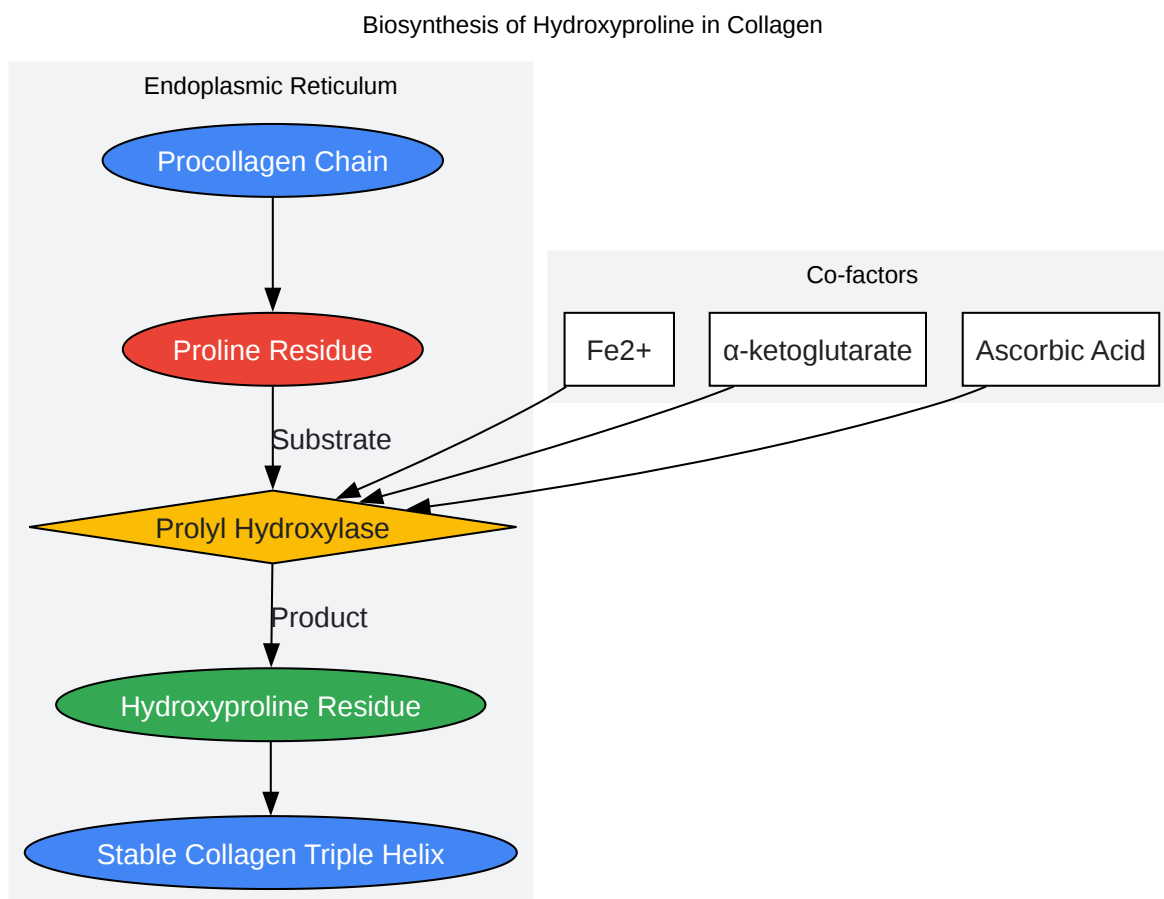 Biosynthesis of Hydroxyproline in Collagen
Endoplasmic Reticulum
Procollagen Chain
Co-factors
Proline Residue
Fe2+
α-ketoglutarate
Ascorbic Acid
Substrate
Prolyl Hydroxylase
Product
Hydroxyproline Residue
Stable Collagen Triple Helix